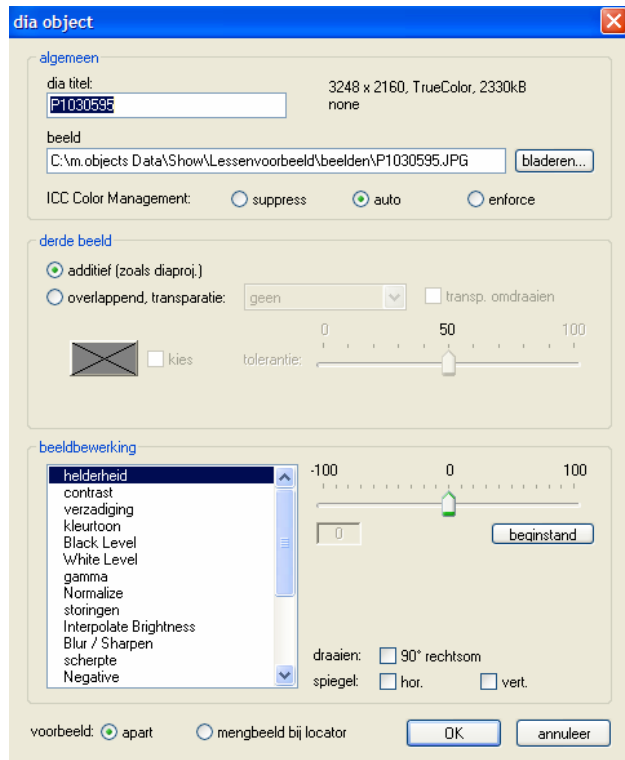 dia object
algemeen
dia titel:
P1030595
3248 x 2160, TrueColor, 2330kB
none
beeld
C:\m.objects Data\Show\Lessenvoorbeeld\beelden\P1030595.JPG
bladeren...
ICC Color Management: suppress auto enforce
derde beeld
additief (zoals diaproj.)
overlappend, transparatie: geen transp. omdraaien
0 50 100
kies tolerantie:
beeldbewerking
helderheid
contrast
verzadiging
kleurtoon
Black Level
White Level
gamma
Normalize
storingen
Interpolate Brightness
Blur / Sharpen
scherpte
Negative
-100 0 100
0
beginstand
draaien: 90° rechtsom
spiegel: hor. vert.
voorbeeld: apart mengbeeld bij locator OK annuleer